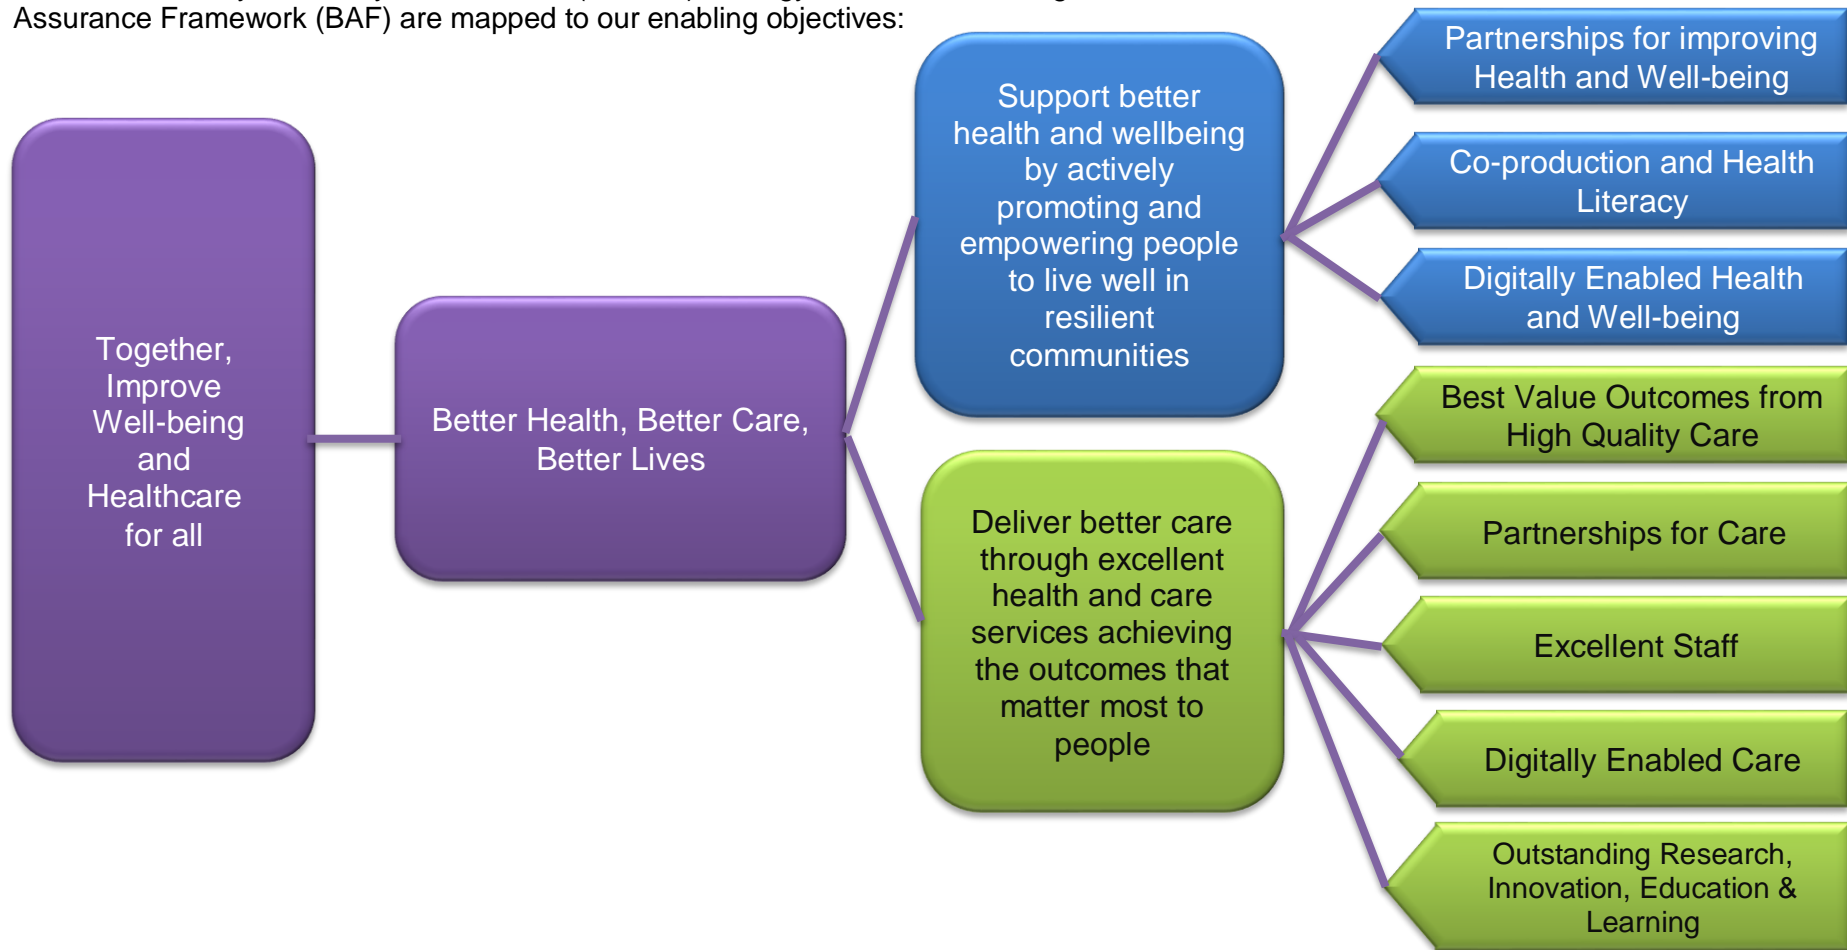 Assurance Framework (BAF) are mapped to our enabling objectives:
Together,
Improve
Well-being
and
Healthcare
for all
Better Health, Better Care,
Better Lives
Support better
health and wellbeing
by actively
promoting and
empowering people
to live well in
resilient
communities
Deliver better care
through excellent
health and care
services achieving
the outcomes that
matter most to
people
Partnerships for improving
Health and Well-being
Co-production and Health
Literacy
Digitally Enabled Health
and Well-being
Best Value Outcomes from
High Quality Care
Partnerships for Care
Excellent Staff
Digitally Enabled Care
Outstanding Research,
Innovation, Education &
Learning